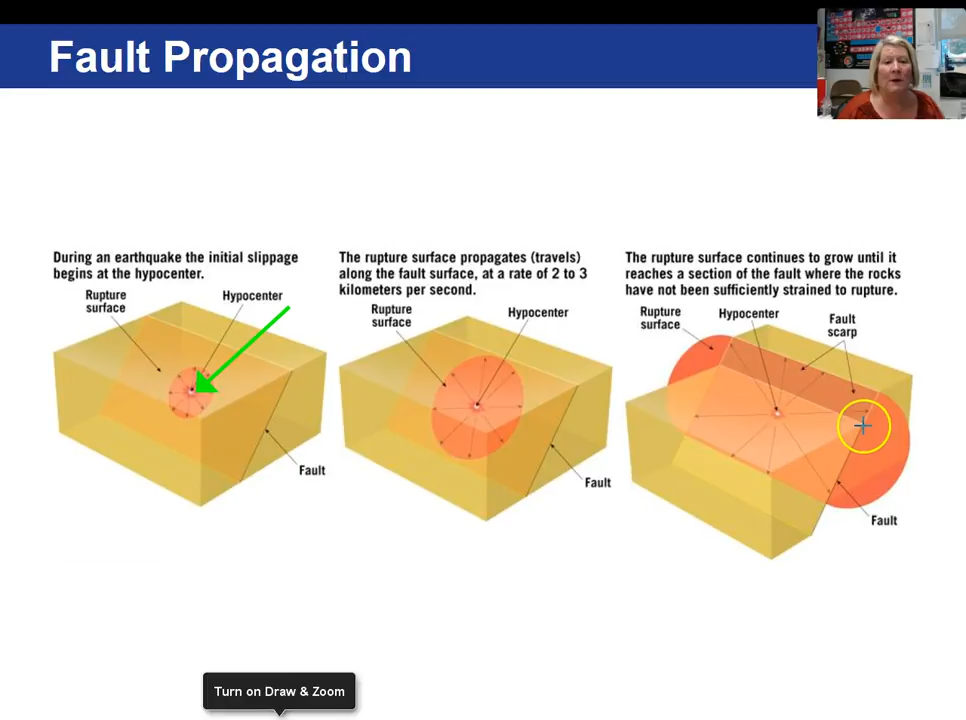 Fault Propagation
During an earthquake the initial slippage
begins at the hypocenter.
Rupture
surface
Hypocenter
Fault
The rupture surface propagates (travels)
along the fault surface, at a rate of 2 to 3
kilometers per second.
Rupture
surface
Hypocenter
Fault
The rupture surface continues to grow until it
reaches a section of the fault where the rocks
have not been sufficiently strained to rupture.
Rupture
surface
Hypocenter
Fault
scarp
Fault
Turn on Draw & Zoom